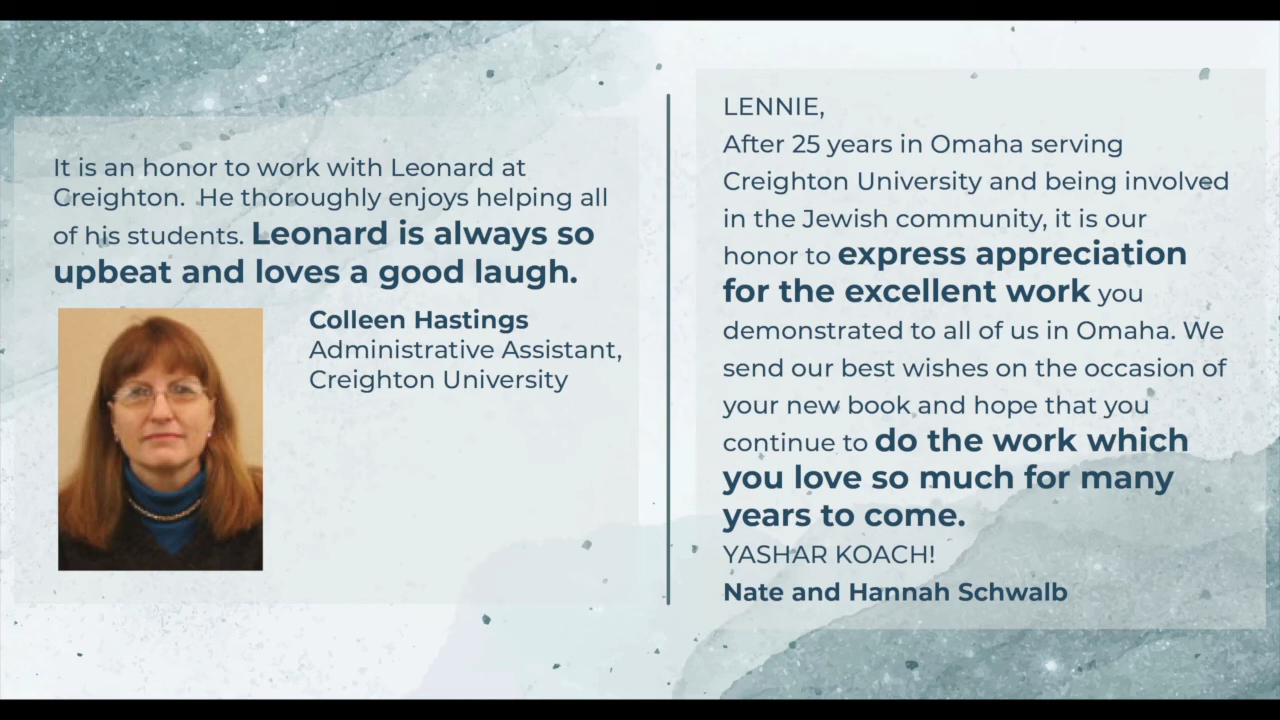 It is an honor to work with Leonard at
Creighton.  He thoroughly enjoys helping all
of his students. Leonard is always so
upbeat and loves a good laugh.
Colleen Hastings
Administrative Assistant,
Creighton University
LENNIE,
After 25 years in Omaha serving
Creighton University and being involved
in the Jewish community, it is our
honor to express appreciation
for the excellent work you
demonstrated to all of us in Omaha. We
send our best wishes on the occasion of
your new book and hope that you
continue to do the work which
you love so much for many
years to come.
YASHAR KOACH!
Nate and Hannah Schwalb